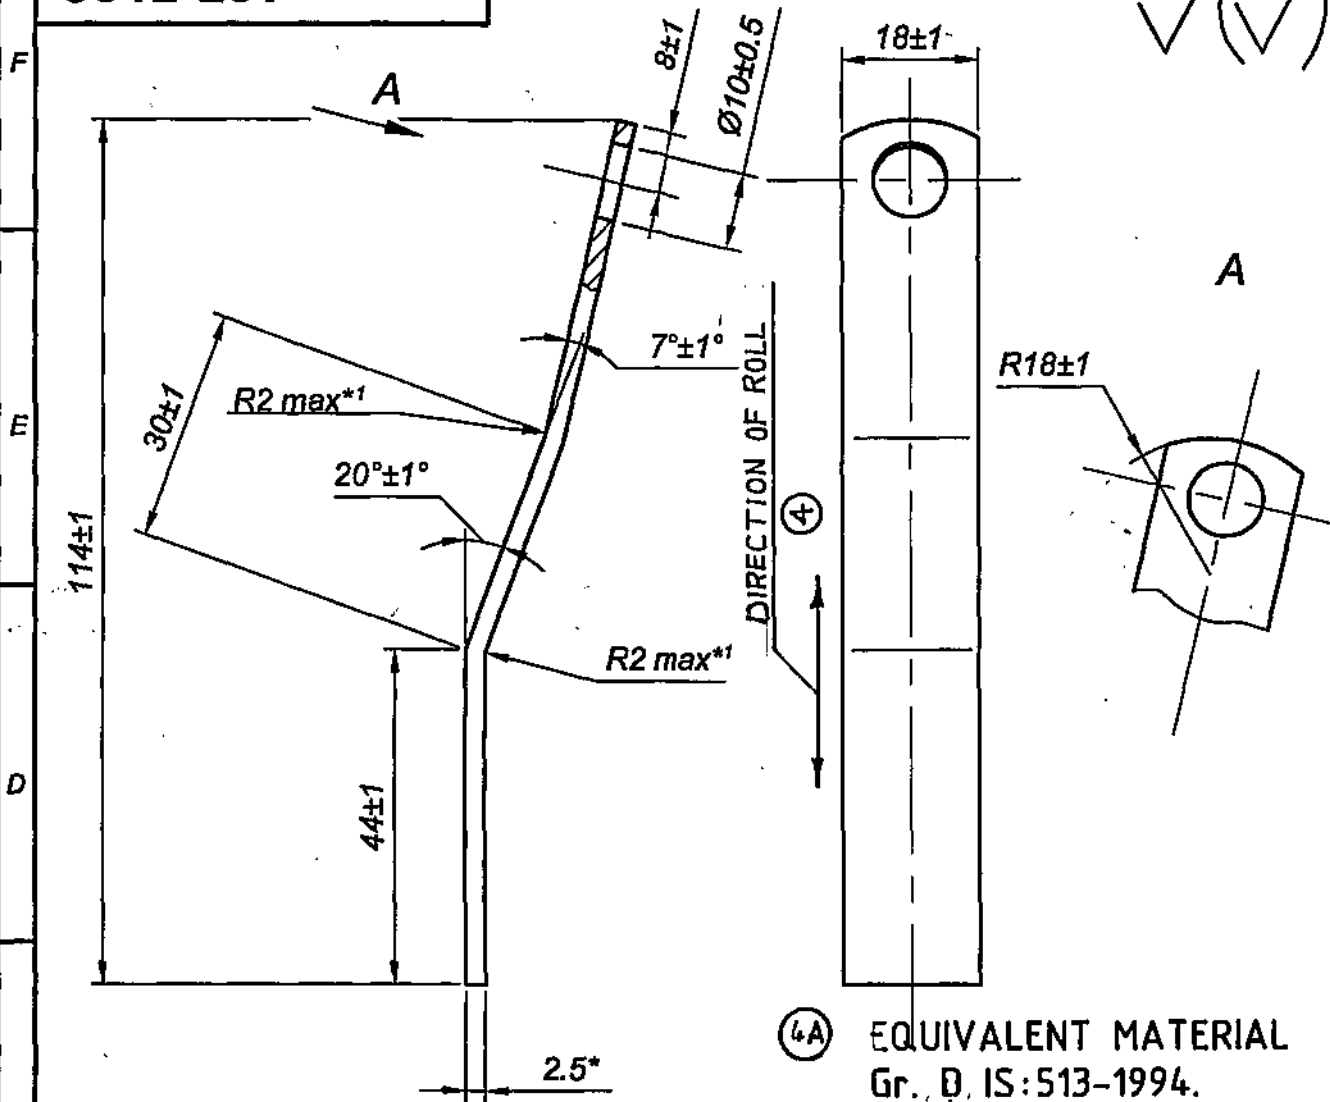 F
A
8±1
Ø10±0.5
18±1
A
7°±1°
R18±1
30±1
R2 max*1
E
20°±1°
DIRECTION OF ROLL
4
114±1
R2 max*1
D
44±1
4A EQUIVALENT MATERIAL
Gr. D. IS:513-1994.
2.5*